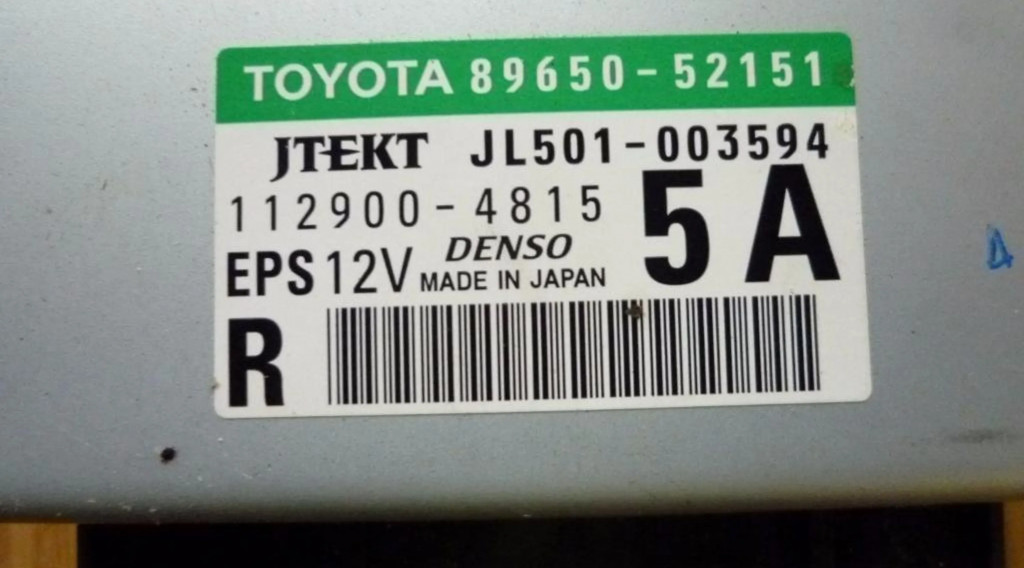 TOYOTA 89650-52151
JTEKT JL501-003594
112900-4815
5A
EPS 12V DENSO MADE IN JAPAN
R